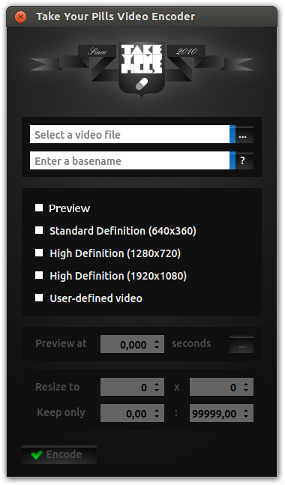 Take Your Pills Video Encoder
Since
TAKE
YOUR
PILLS
2010
Select a video file
...
Enter a basename
?
Preview
Standard Definition (640x360)
High Definition (1280x720)
High Definition (1920x1080)
User-defined video
Preview at 0,000 seconds ...
Resize to 0 x 0
Keep only 0,00 : 99999,00
Encode